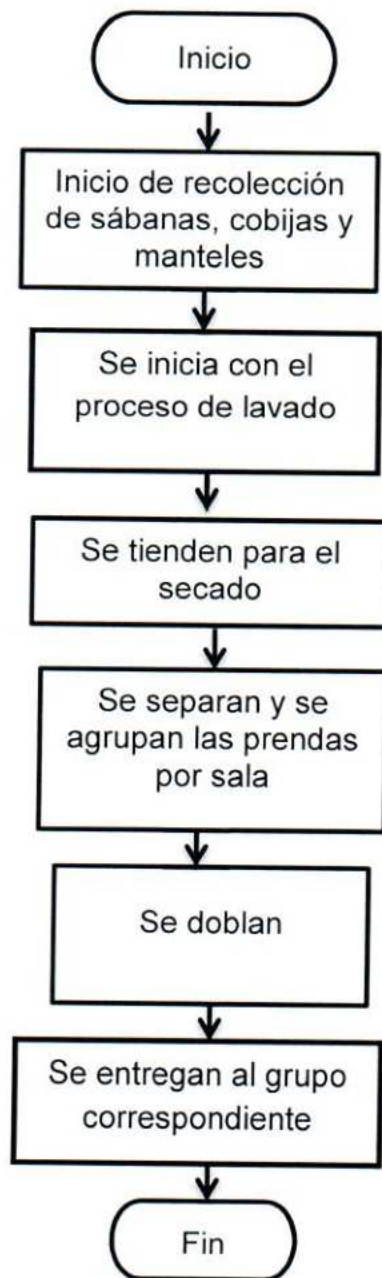 Inicio
Inicio de recolección
de sábanas, cobijas y
manteles
Se inicia con el
proceso de lavado
Se tienden para el
secado
Se separan y se
agrupan las prendas
por sala
Se doblan
Se entregan al grupo
correspondiente
Fin